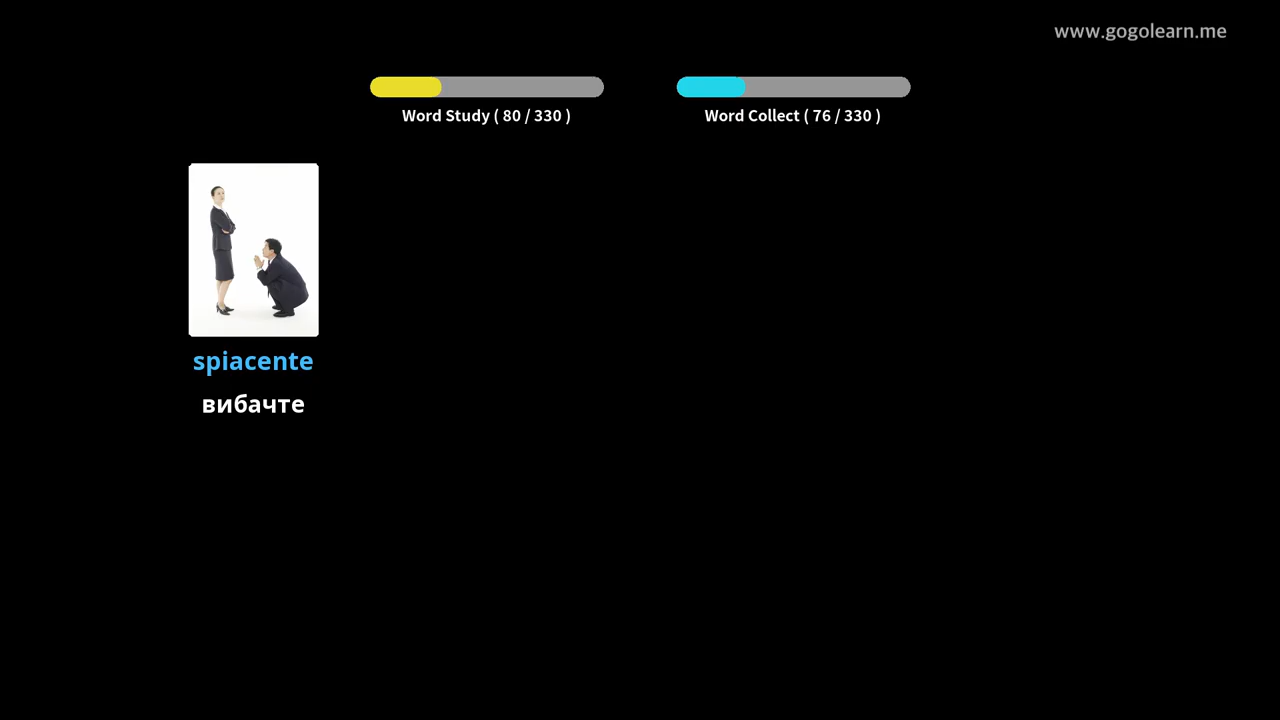 www.gogolearn.me
Word Study ( 80 / 330 )
Word Collect ( 76 / 330 )
spiacente
вибачте